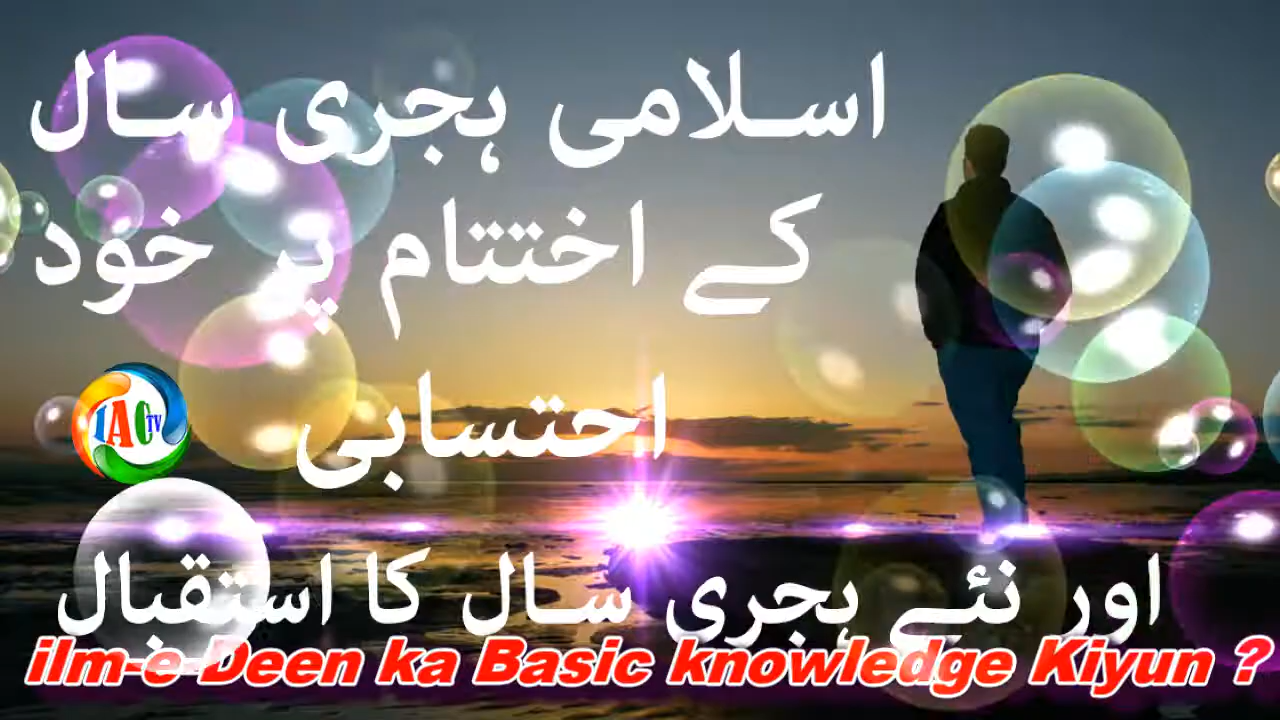 اسلامی ہجری سال
کے اختتام پر خود
احتسابی
IAC TV
اور نئے ہجری سال کا استقبال
ilm-e-Deen ka Basic knowledge Kiyun ?